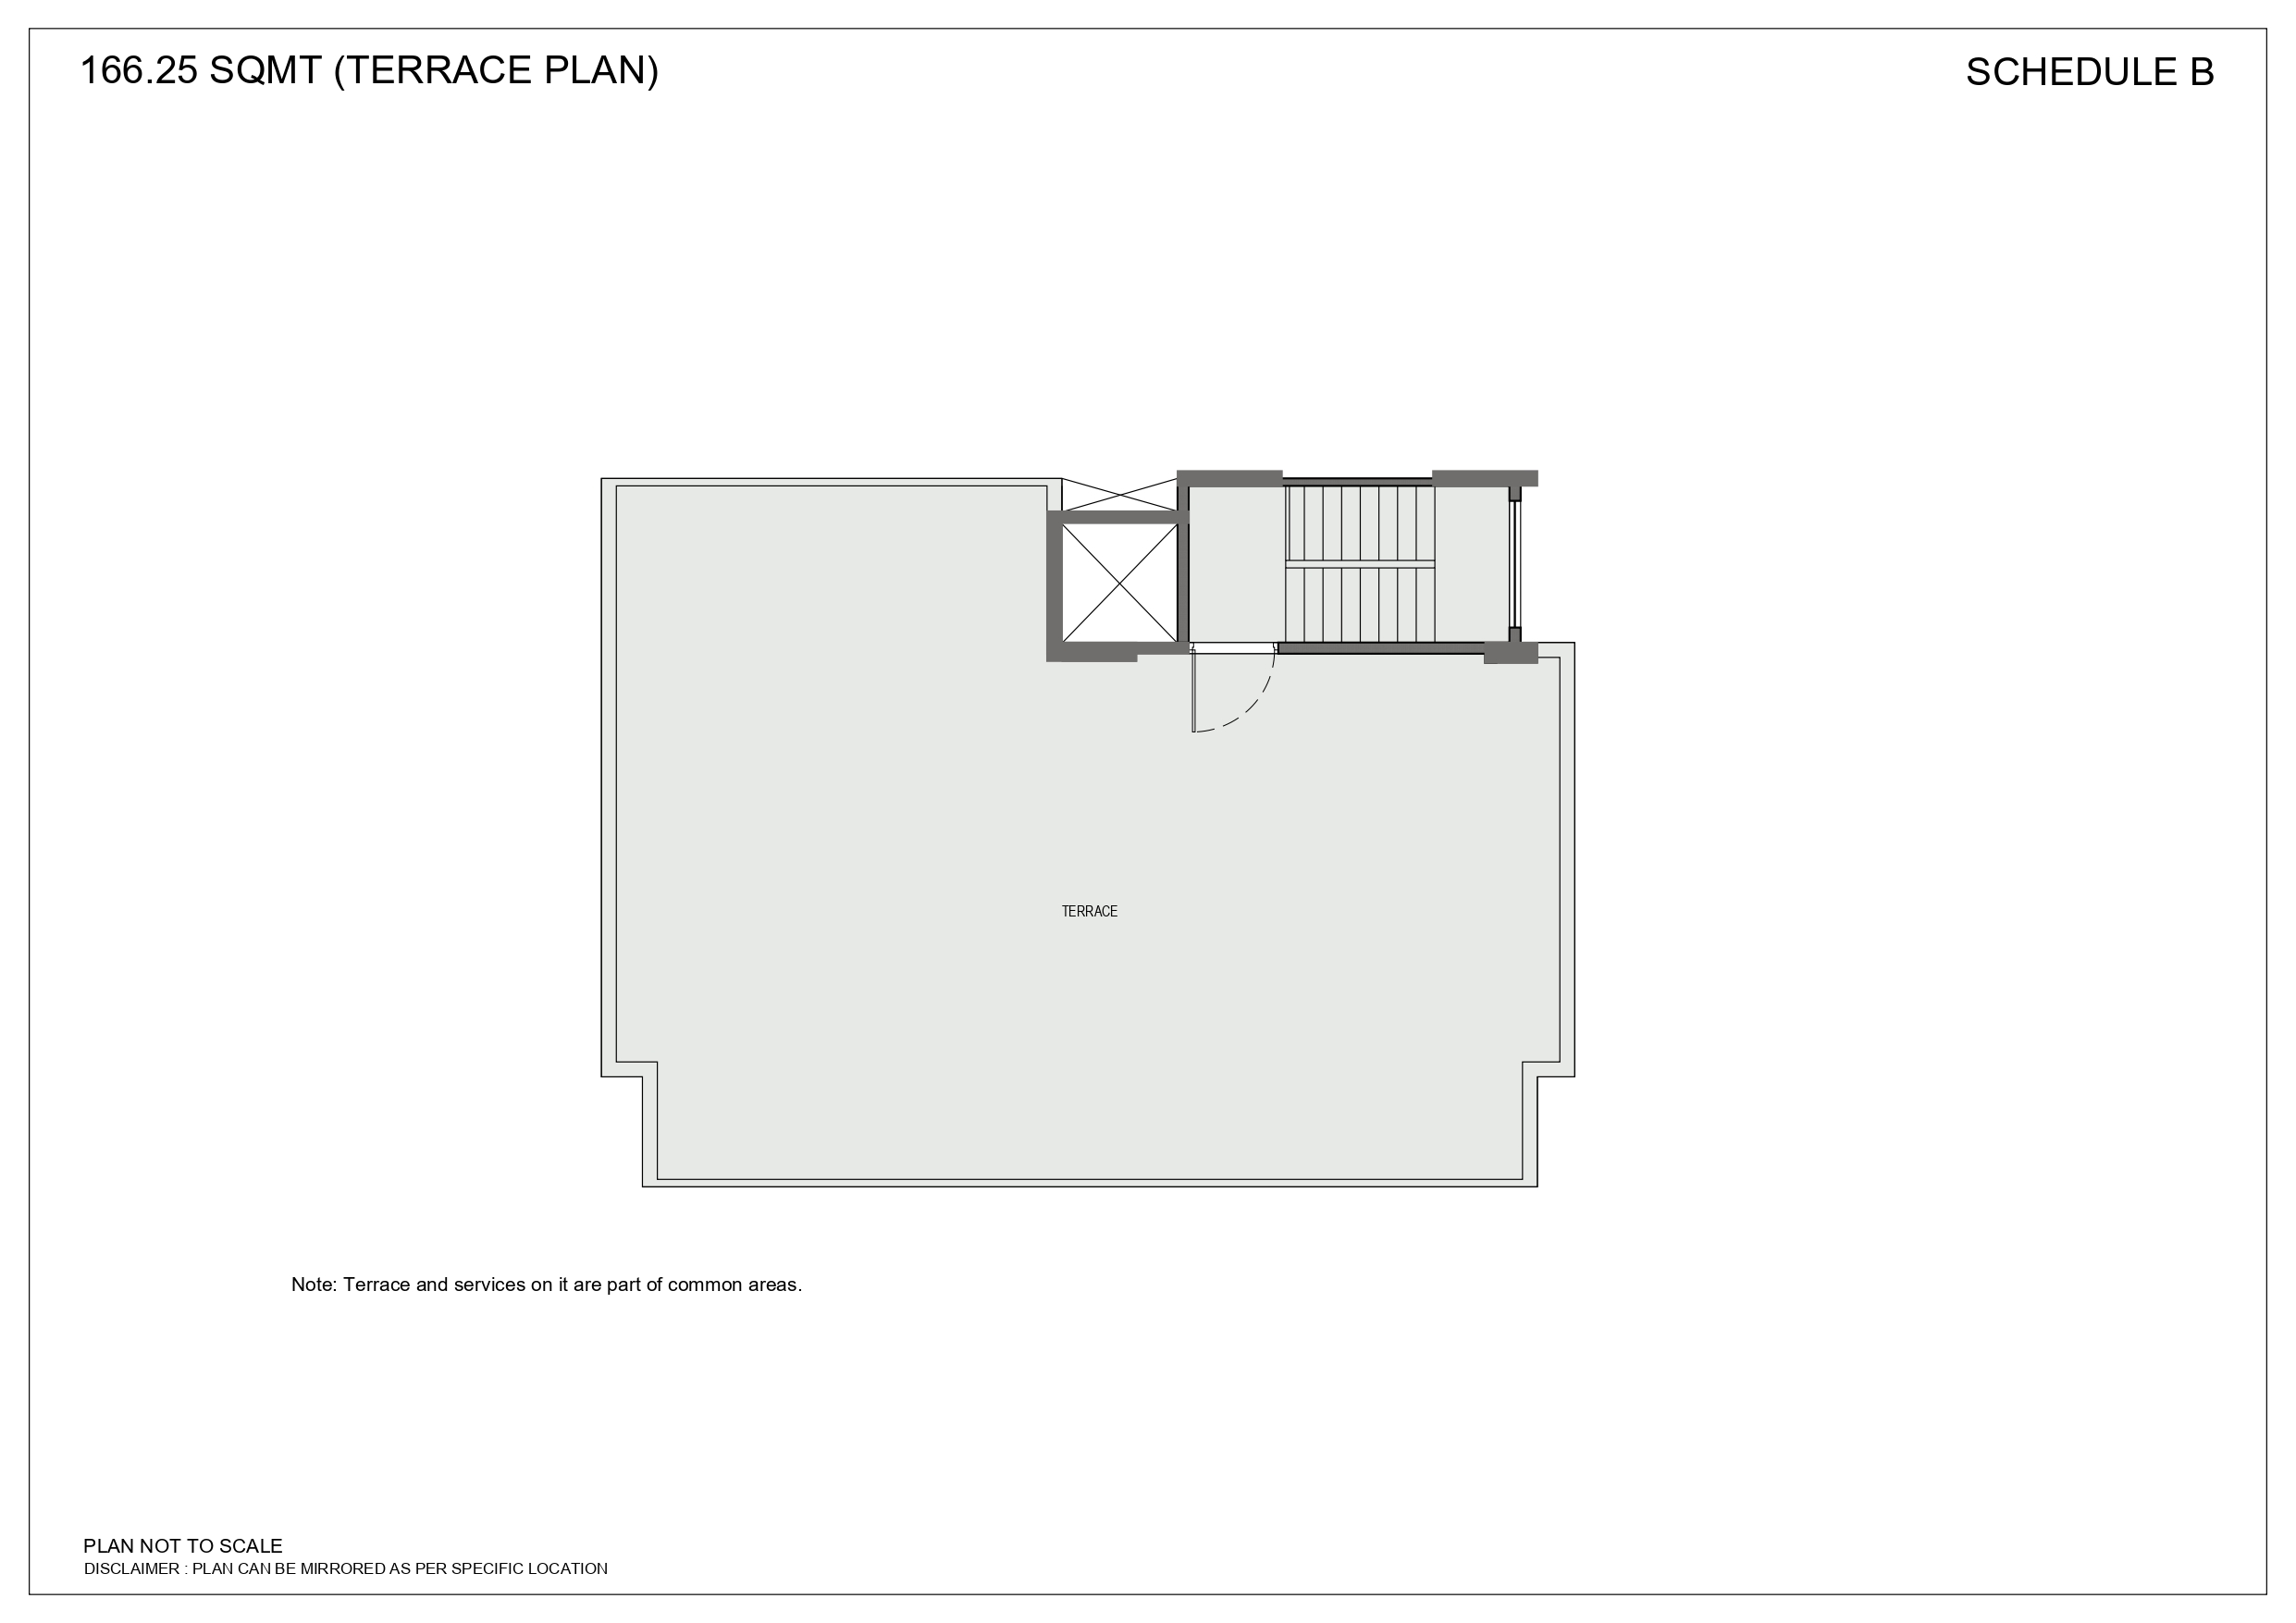 166.25 SQMT (TERRACE PLAN)
SCHEDULE B
TERRACE
Note: Terrace and services on it are part of common areas.
PLAN NOT TO SCALE
DISCLAIMER : PLAN CAN BE MIRRORED AS PER SPECIFIC LOCATION